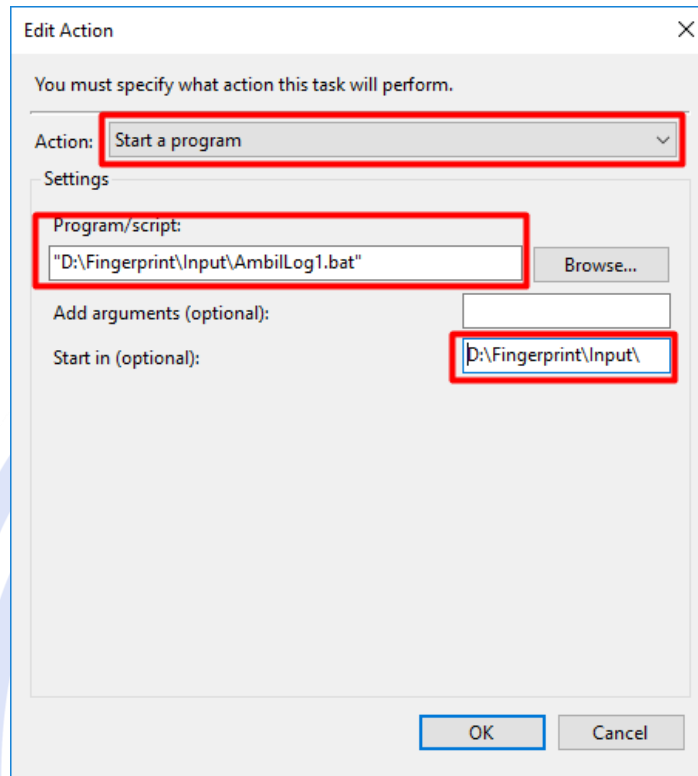 Edit Action
You must specify what action this task will perform.
Action: Start a program
Settings
Program/script:
"D:\Fingerprint\Input\AmbilLog1.bat"
Browse...
Add arguments (optional):
Start in (optional): D:\Fingerprint\Input\
OK Cancel